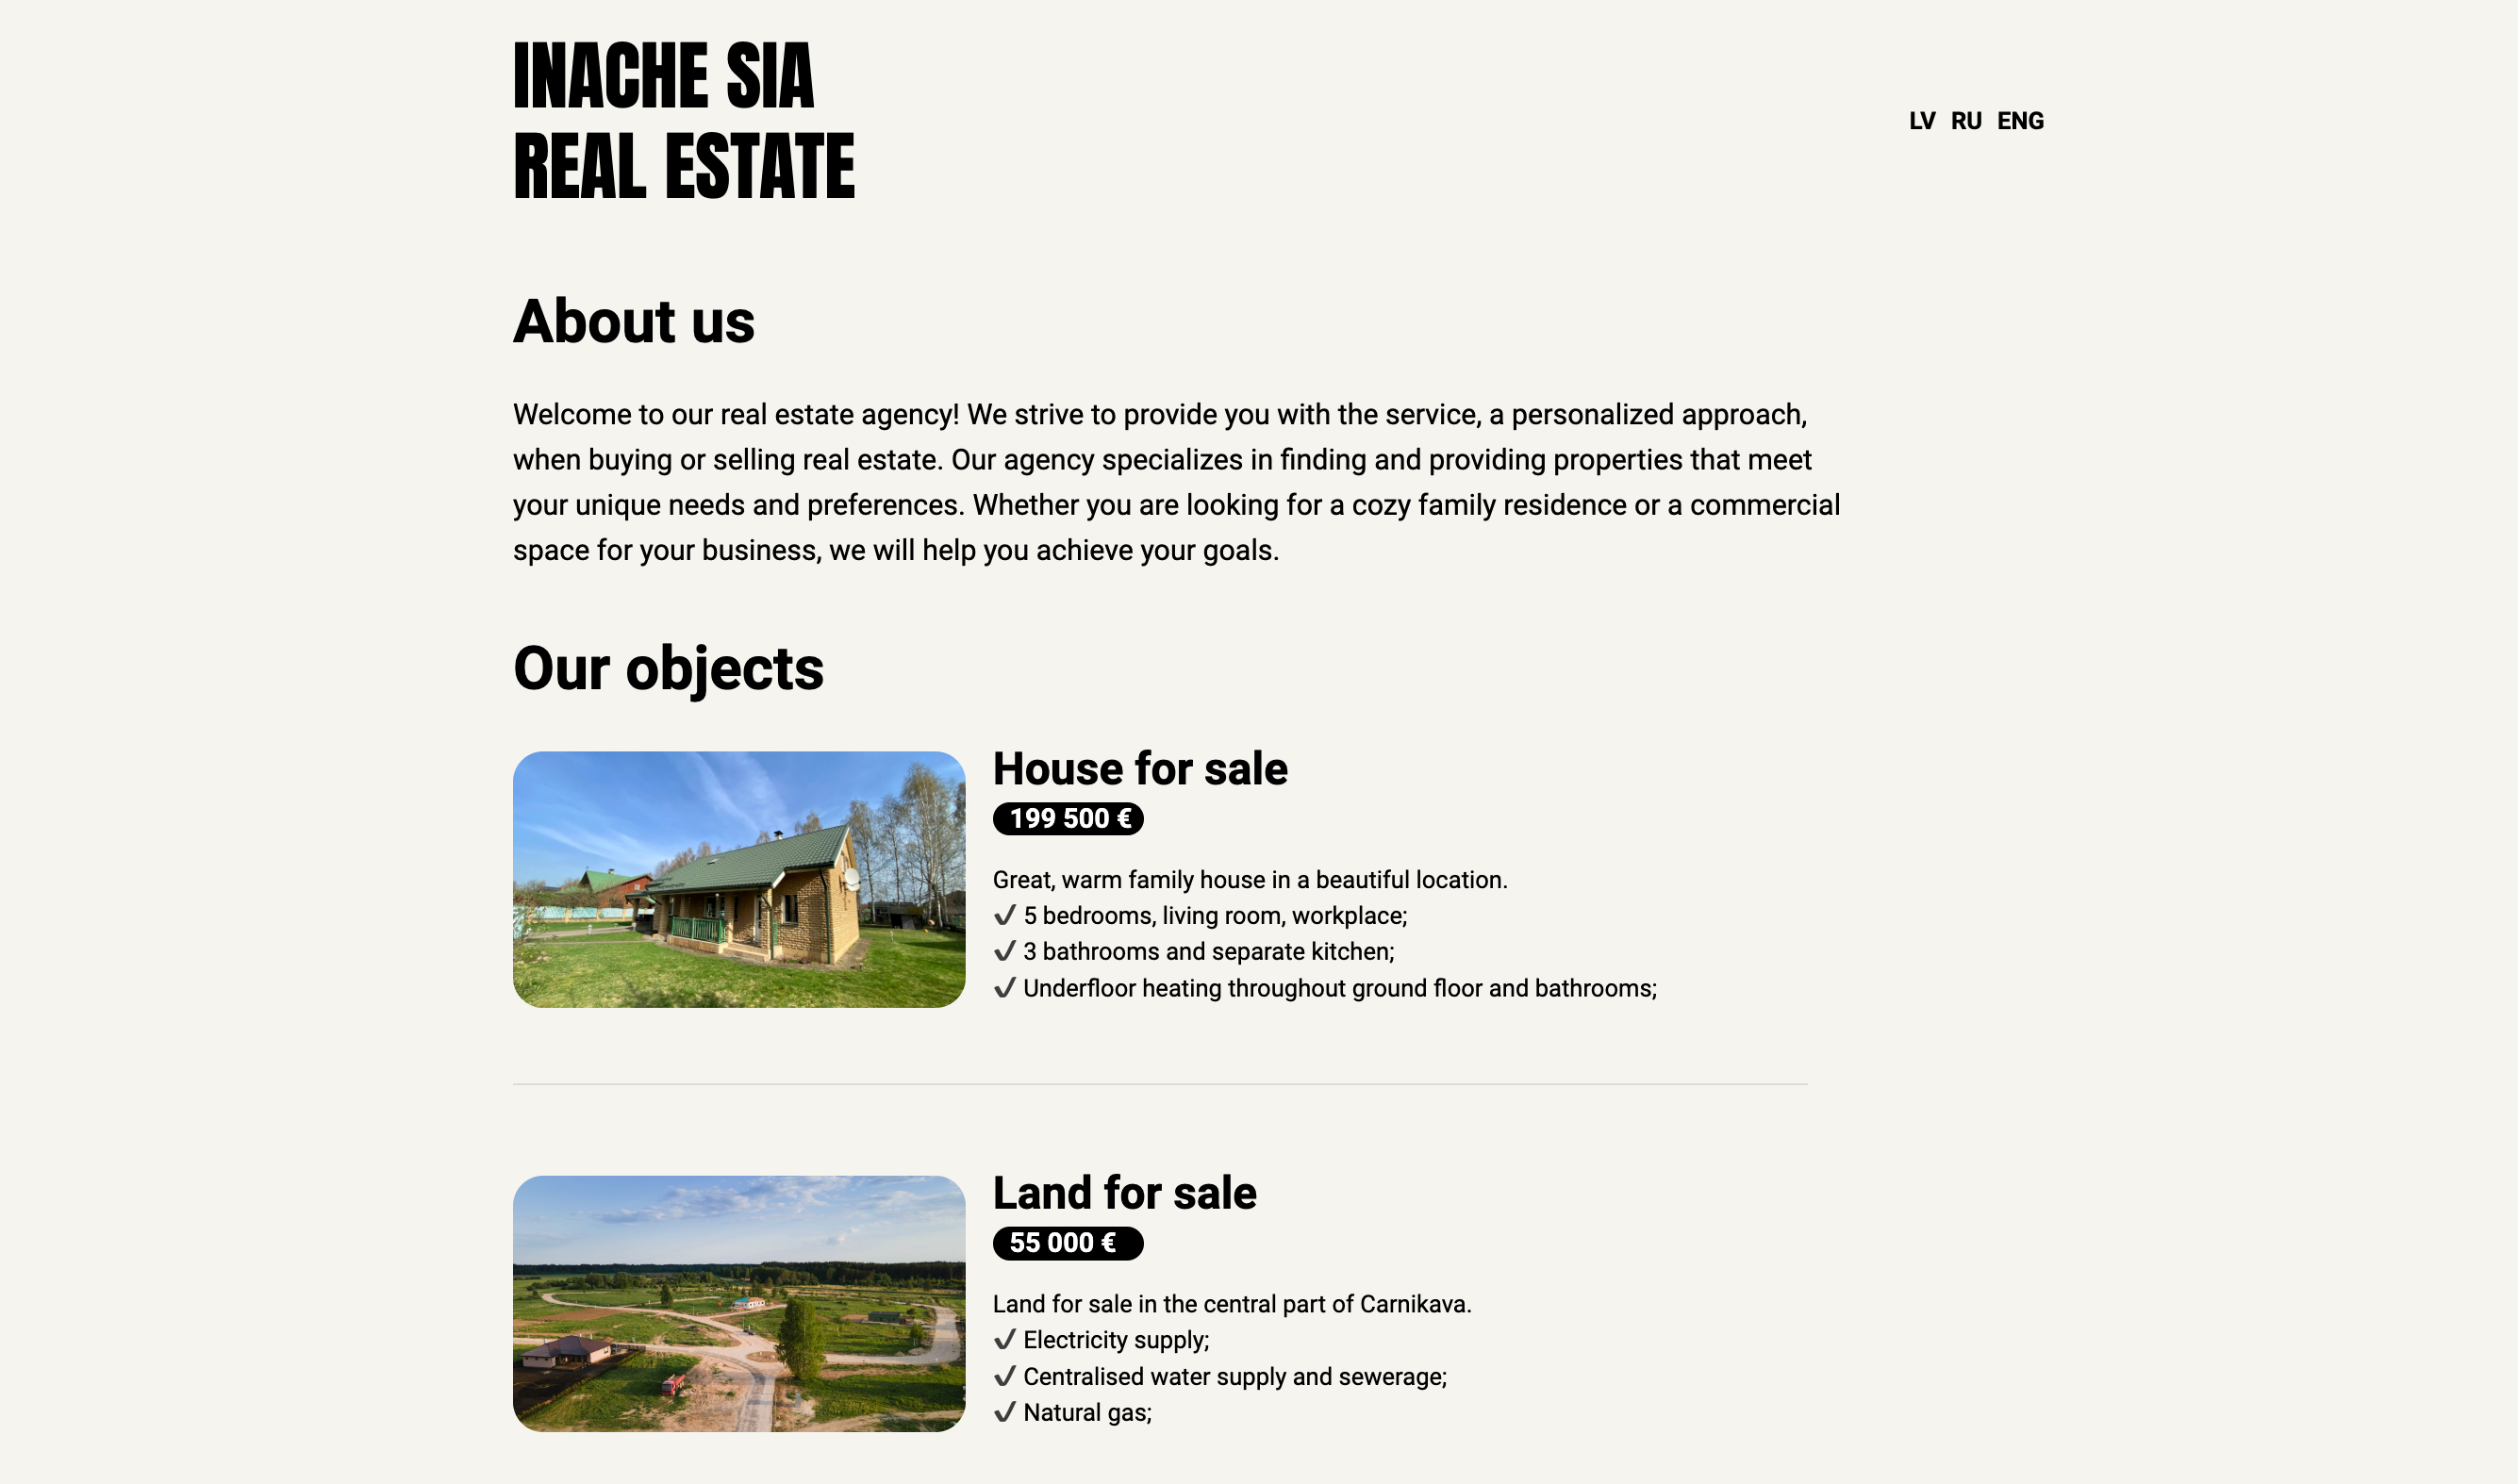 INACHE SIA
REAL ESTATE
LV RU ENG
About us
Welcome to our real estate agency! We strive to provide you with the service, a personalized approach,
when buying or selling real estate. Our agency specializes in finding and providing properties that meet
your unique needs and preferences. Whether you are looking for a cozy family residence or a commercial
space for your business, we will help you achieve your goals.
Our objects
House for sale
199 500 €
Great, warm family house in a beautiful location.
✔ 5 bedrooms, living room, workplace;
✔ 3 bathrooms and separate kitchen;
✔ Underfloor heating throughout ground floor and bathrooms;
Land for sale
55 000 €
Land for sale in the central part of Carnikava.
✔ Electricity supply;
✔ Centralised water supply and sewerage;
✔ Natural gas;